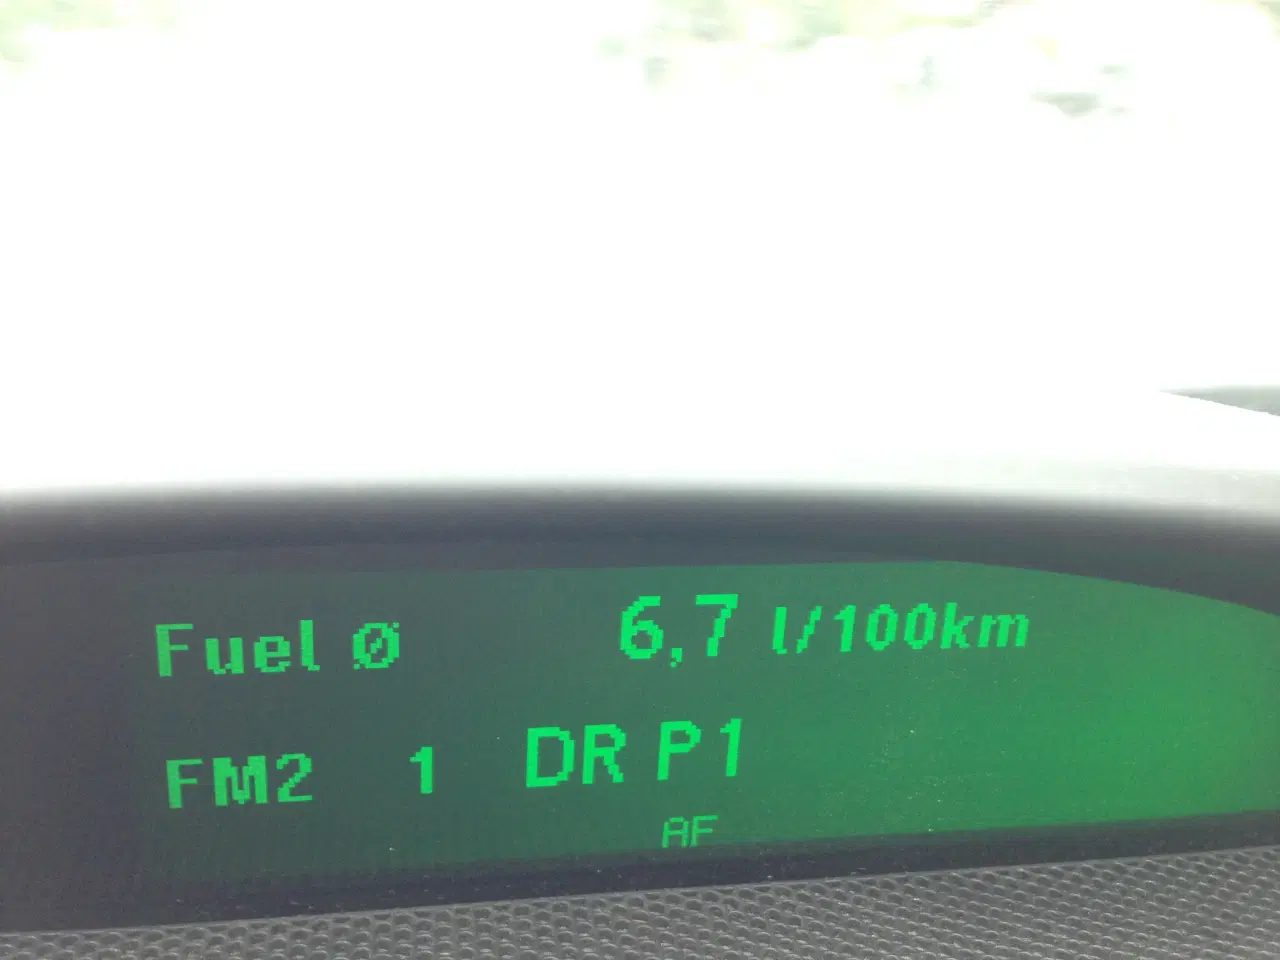 Fuel Ø 6,7 l/100km
FM2 1 DR P1
AF